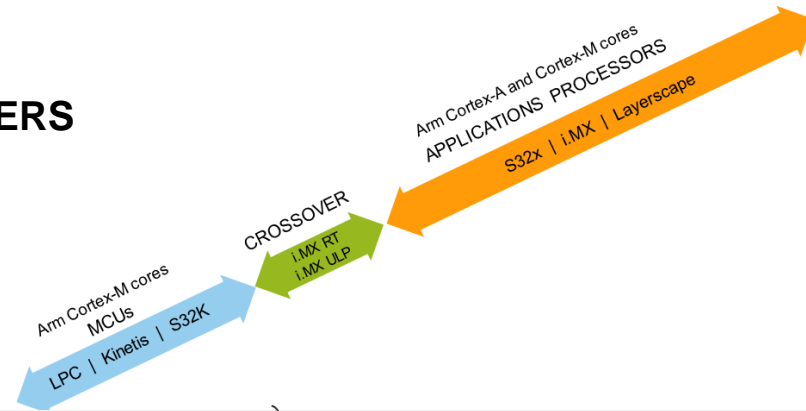 ERS
Arm Cortex-A and Cortex-M cores
APPLICATIONS PROCESSORS
S32x | i.MX | Layerscape
CROSSOVER
i.MX RT
i.MX ULP
Arm Cortex-M cores
MCUs
LPC | Kinetis | S32K